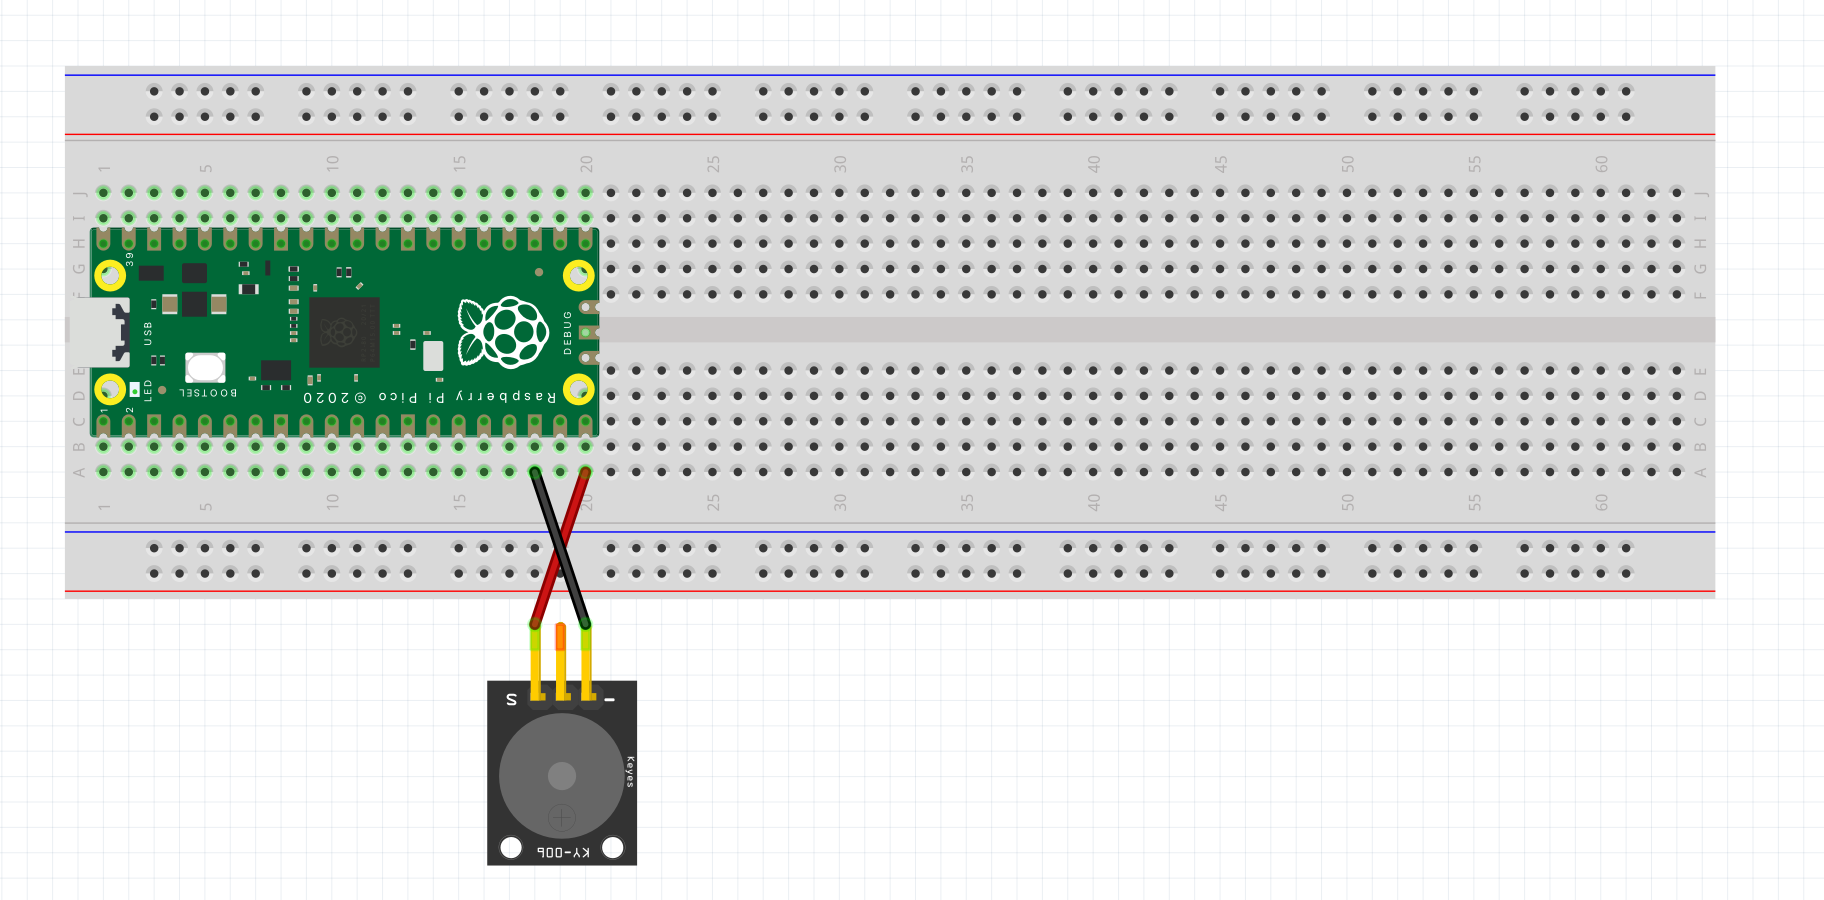 1 5 10 15 20 25 30 35 40 45 50 55 60
J J
I I
H H
G G
F F
39
USB
DEBUG
LED
BOOTSEL
Raspberry Pi Pico © 2020
1 2
E E
D D
C C
B B
A A
1 5 10 15 20 25 30 35 40 45 50 55 60
S -
Keyes
KY-006